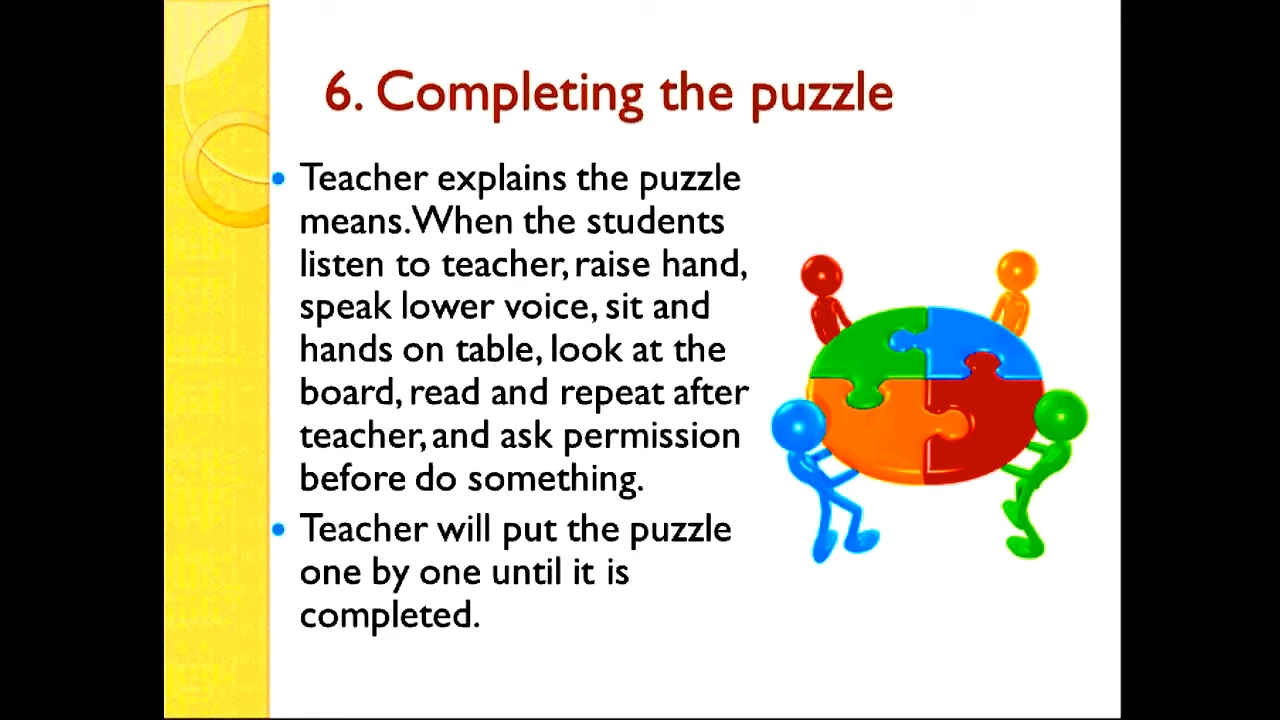 6. Completing the puzzle
• Teacher explains the puzzle
means. When the students
listen to teacher, raise hand,
speak lower voice, sit and
hands on table, look at the
board, read and repeat after
teacher, and ask permission
before do something.
• Teacher will put the puzzle
one by one until it is
completed.